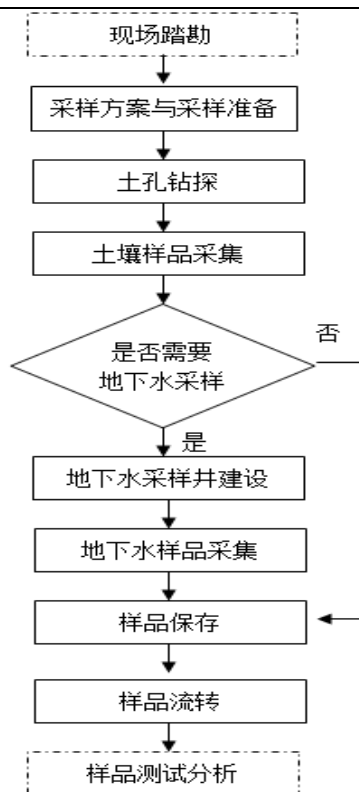 现场踏勘
采样方案与采样准备
土孔钻探
土壤样品采集
是否需要
地下水采样
否
是
地下水采样井建设
地下水样品采集
样品保存
样品流转
样品测试分析